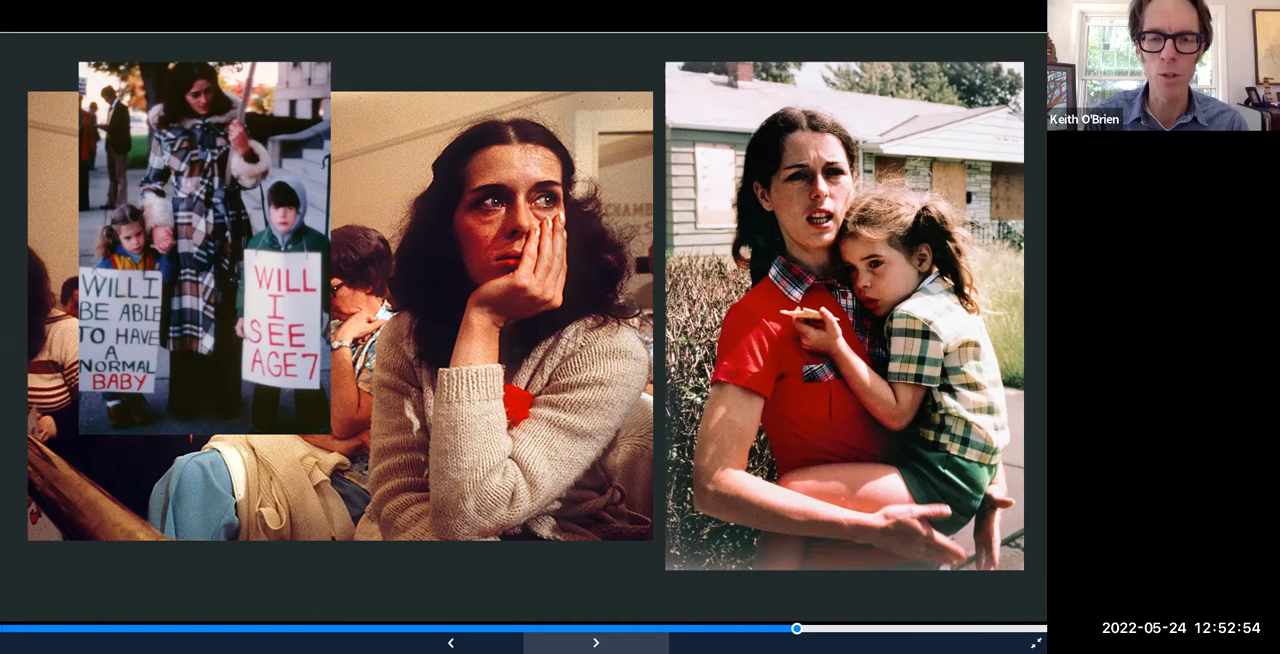 WILL I
BE ABLE
TO HAVE
A
NORMAL
BABY
WILL
I
SEE
AGE 7
CHAMB
Keith O'Brien
2022-05-24 12:52:54